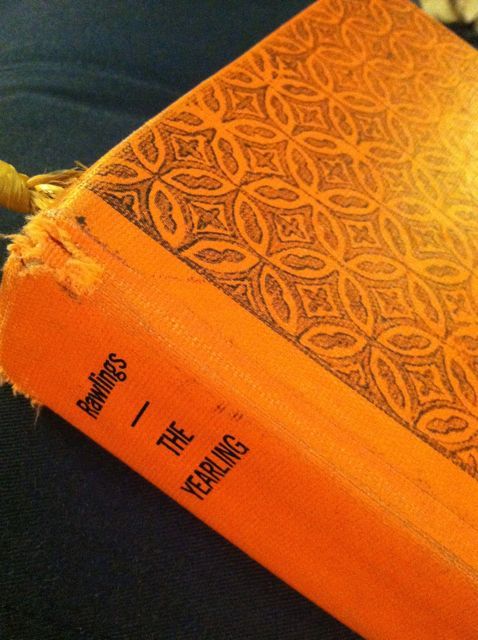 Rawlings
—
THE
YEARLING